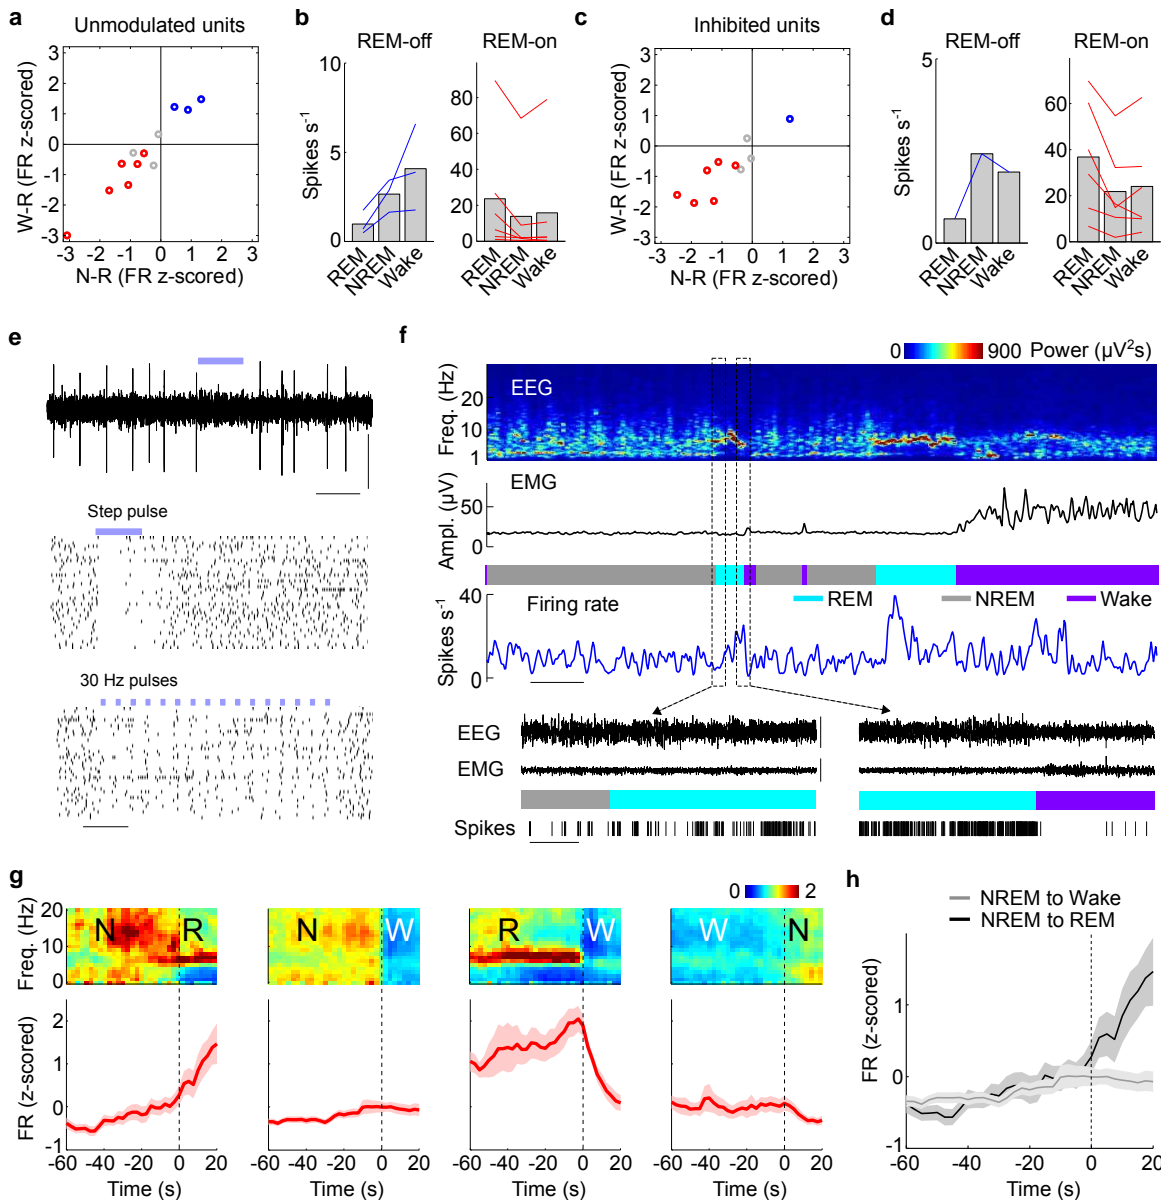 a
Unmodulated units
W-R (FR z-scored)
3
2
1
0
-1
-2
-3
-3 -2 -1 0 1 2 3
N-R (FR z-scored)
b
REM-off
REM-on
Spikes s⁻¹
10
5
0
REM
NREM
Wake
80
60
40
20
0
REM
NREM
Wake
c
Inhibited units
W-R (FR z-scored)
3
2
1
0
-1
-2
-3
-3 -2 -1 0 1 2 3
N-R (FR z-scored)
d
REM-off
REM-on
Spikes s⁻¹
5
0
REM
NREM
Wake
80
60
40
20
0
REM
NREM
Wake
e
Step pulse
30 Hz pulses
f
0 900 Power (µV²s)
EEG
Freq. (Hz)
20
10
1
EMG
Ampl. (µV)
50
0
REM
NREM
Wake
Firing rate
Spikes s⁻¹
40
20
0
EEG
EMG
Spikes
g
0 2
Freq. (Hz)
20
10
0
N R
N W
R W
W N
FR (z-scored)
2
1
0
-1
-60 -40 -20 0 20
Time (s)
-60 -40 -20 0 20
Time (s)
-60 -40 -20 0 20
Time (s)
-60 -40 -20 0 20
Time (s)
h
NREM to Wake
NREM to REM
FR (z-scored)
1
0
-1
-60 -40 -20 0 20
Time (s)